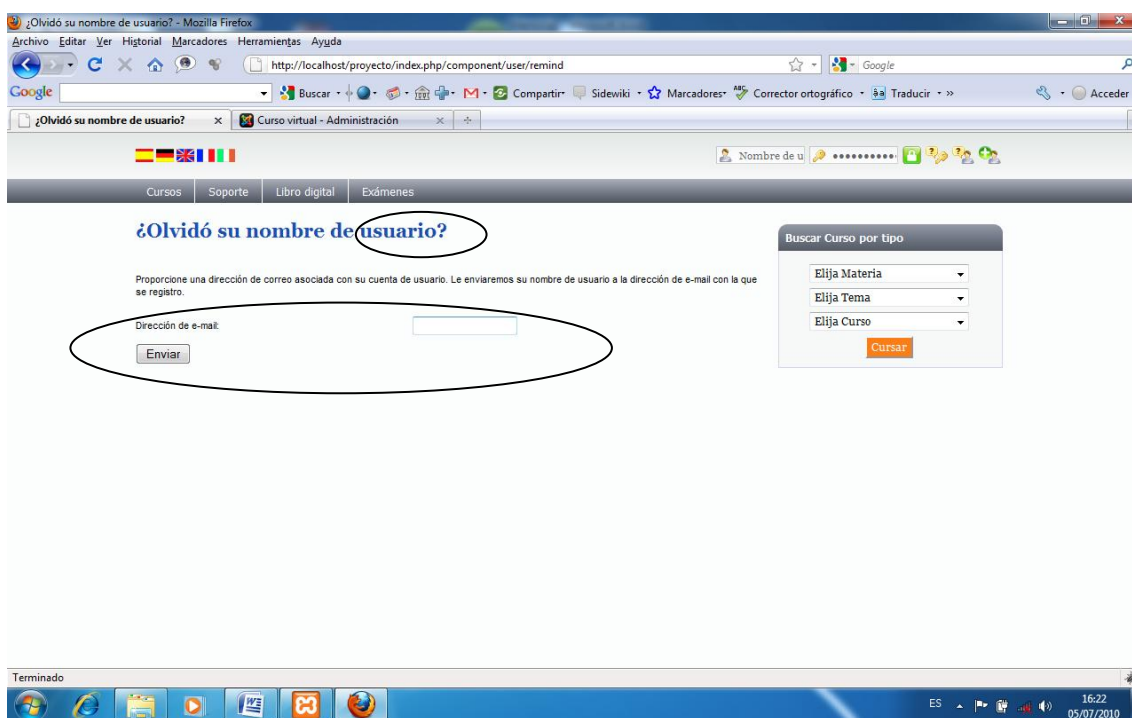 ¿Olvidó su nombre de usuario? - Mozilla Firefox
Archivo Editar Ver Historial Marcadores Herramientas Ayuda
http://localhost/proyecto/index.php/component/user/remind Google
Google Buscar Compartir Sidewiki Marcadores ABC Corrector ortográfico Traducir » Acceder
¿Olvidó su nombre de usuario? x Curso virtual - Administración x
Nombre de u
Cursos Soporte Libro digital Exámenes
¿Olvidó su nombre de usuario?
Buscar Curso por tipo
Proporcione una dirección de correo asociada con su cuenta de usuario. Le enviaremos su nombre de usuario a la dirección de e-mail con la que
se registro.
Elija Materia
Elija Tema
Dirección de e-mail:
Elija Curso
Enviar
Cursar
Terminado
ES 16:22
05/07/2010